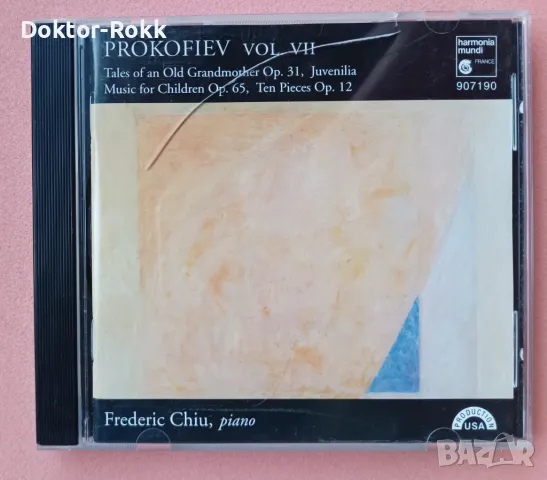 Doktor-Rokk
PROKOFIEV VOL. VII
Tales of an Old Grandmother Op. 31, Juvenilia
Music for Children Op. 65, Ten Pieces Op. 12
harmonia
mundi
FRANCE
907190
Frederic Chiu, piano
PRODUCTION
USA
BAZAR